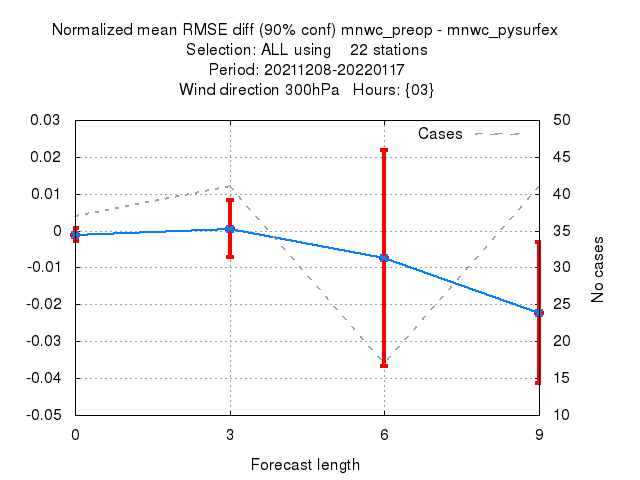 Normalized mean RMSE diff (90% conf) mnwc_preop - mnwc_pysurfex
Selection: ALL using    22 stations
Period: 20211208-20220117
Wind direction 300hPa   Hours: {03}
Cases
0.03
0.02
0.01
0
-0.01
-0.02
-0.03
-0.04
-0.05
50
45
40
35
30
25
20
15
10
No cases
0 3 6 9
Forecast length